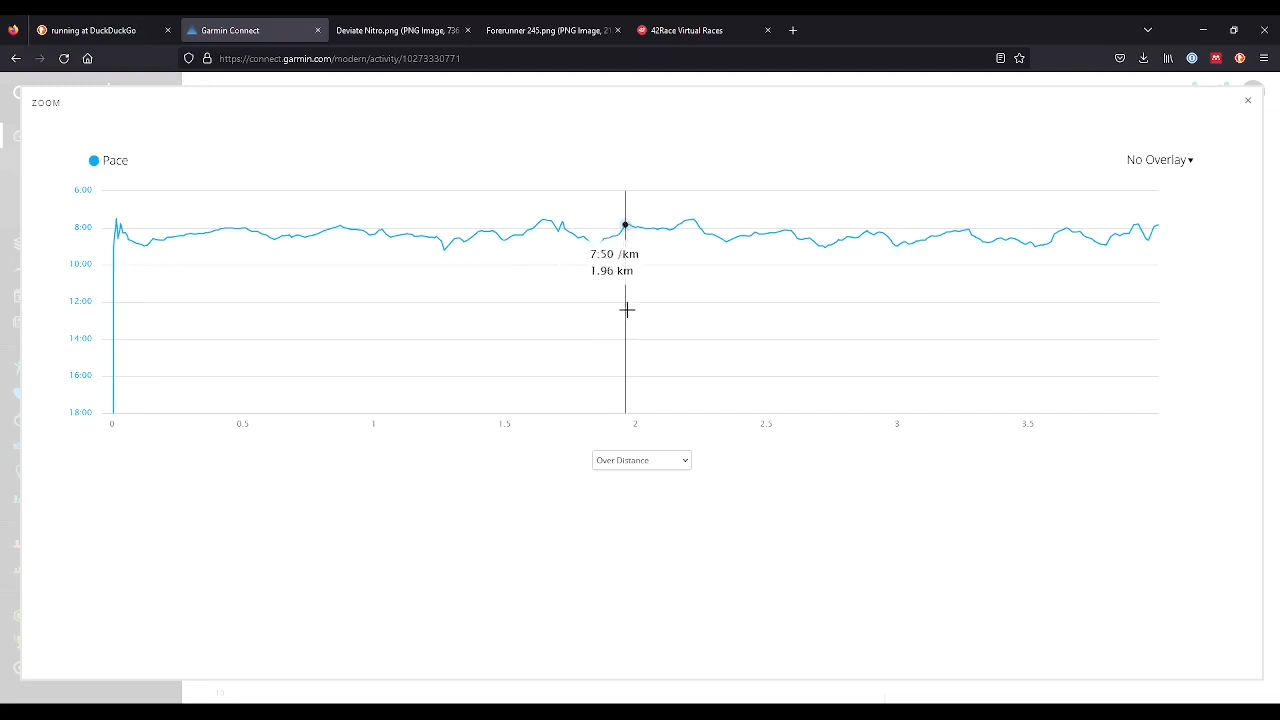 running at DuckDuckGo
Garmin Connect
Deviate Nitro.png (PNG Image, 736
Forerunner 245.png (PNG Image, 21
42Race Virtual Races
https://connect.garmin.com/modern/activity/10273330771
ZOOM
Pace
No Overlay
6:00
8:00
7:50 /km
10:00
1.96 km
12:00
14:00
16:00
18:00
0 0.5 1 1.5 2 2.5 3 3.5
Over Distance
10